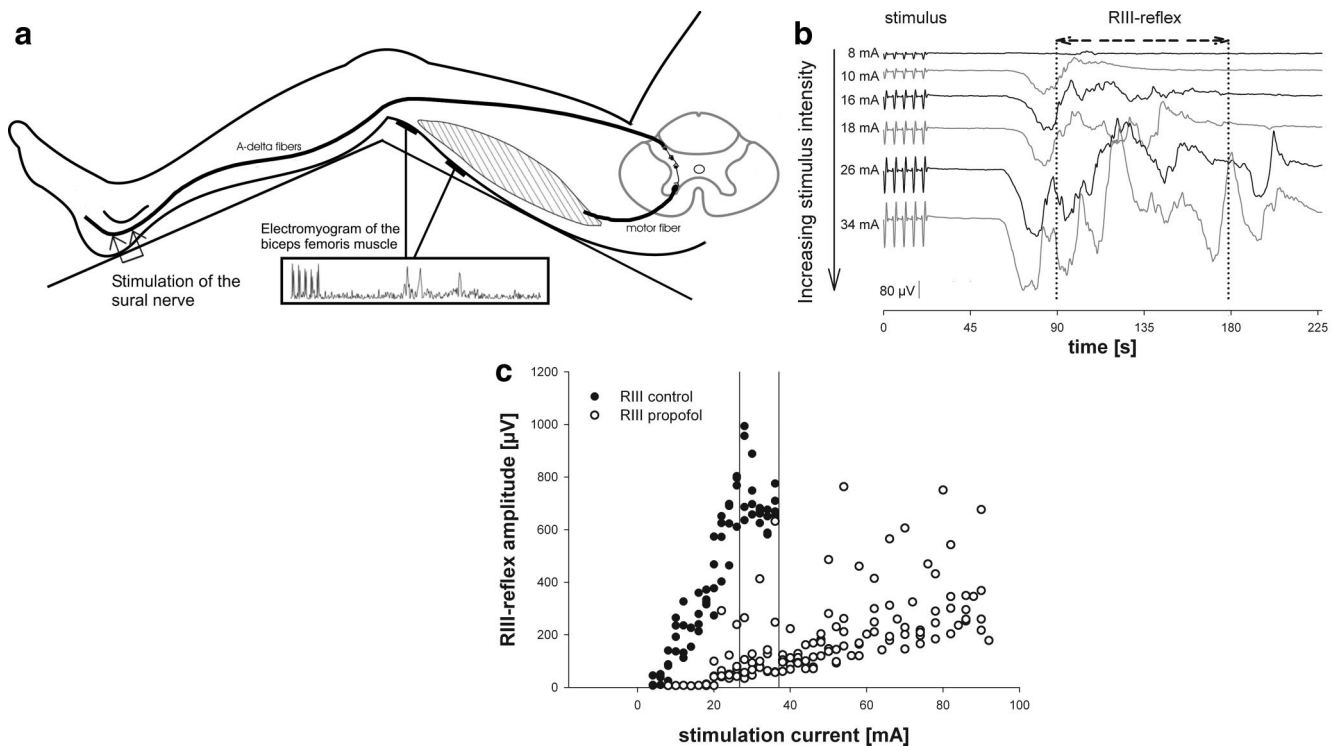 a
A-delta fibers
Electromyogram of the
biceps femoris muscle
motor fiber
Stimulation of the
sural nerve
b
stimulus
RIII-reflex
Increasing stimulus intensity
8 mA
10 mA
16 mA
18 mA
26 mA
34 mA
80 µV
0
45
90
135
180
225
time [s]
c
RIII-reflex amplitude [µV]
1200
1000
800
600
400
200
0
RIII control
RIII propofol
0
20
40
60
80
100
stimulation current [mA]